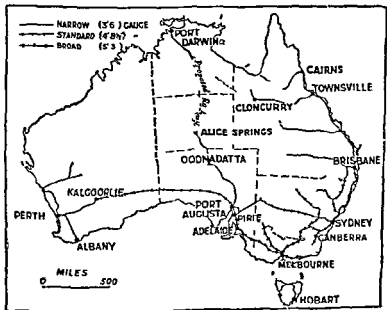 NARROW (3'6) GAUGE
STANDARD (4'8½)
BROAD (5'3)
PORT
DARWIN
CAIRNS
TOWNSVILLE
CLONCURRY
ALICE SPRINGS
OODNADATTA
BRISBANE
KALGOORLIE
PORT
AUGUSTA
PIRIE
PERTH
ADELAIDE
SYDNEY
CANBERRA
ALBANY
MELBOURNE
MILES
0 500
HOBART